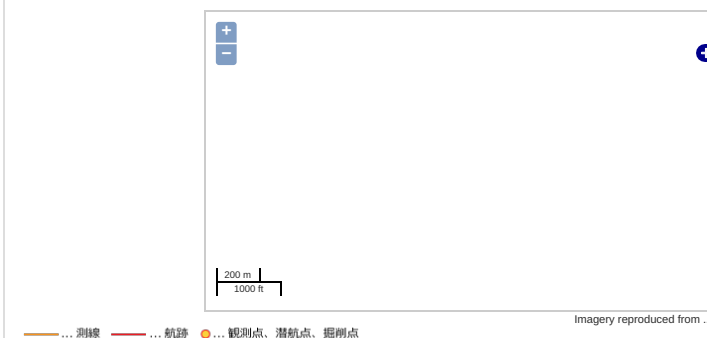 +
−
200 m
1000 ft
Imagery reproduced from .
... 測線 ... 航跡 ... 観測点、潜航点、掘削点